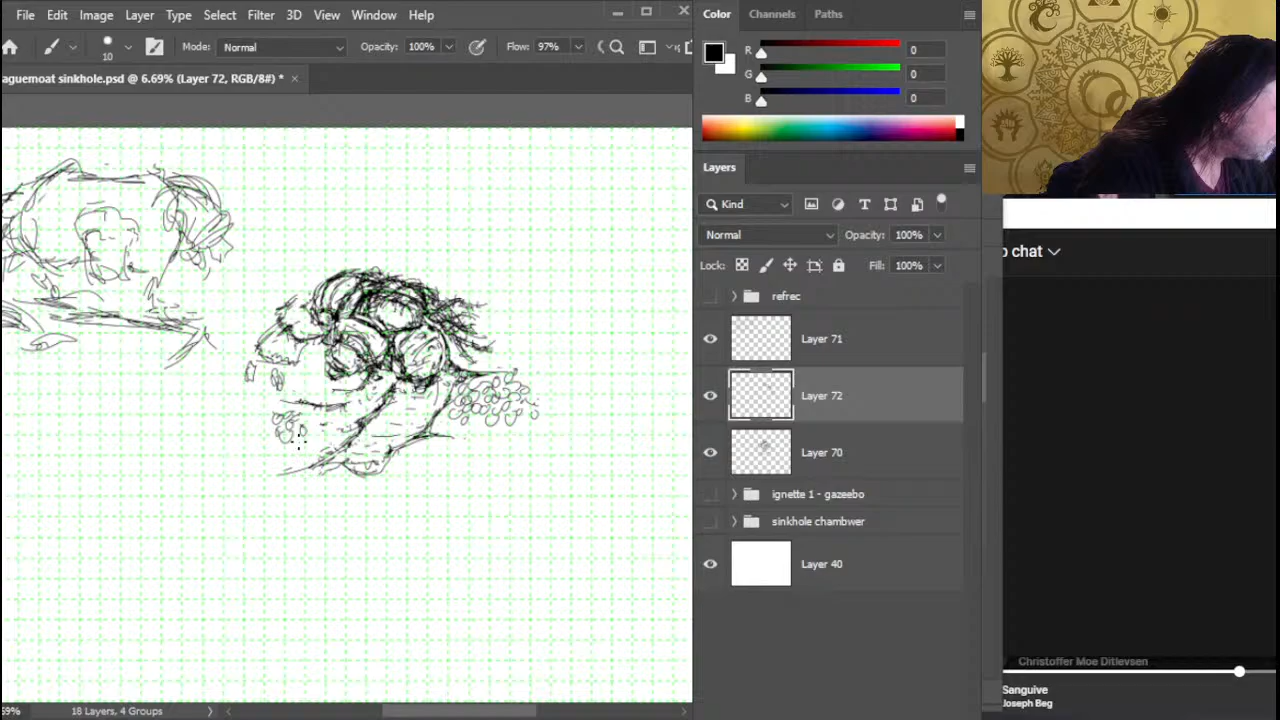 File Edit Image Layer Type Select Filter 3D View Window Help
10 Mode: Normal Opacity: 100% Flow: 97%
aguemoat sinkhole.psd @ 6.69% (Layer 72, RGB/8#) * ×
Color Channels Paths
R 0
G 0
B 0
Layers
Kind
Normal Opacity: 100%
Lock: Fill: 100%
refrec
Layer 71
Layer 72
Layer 70
ignette 1 - gazeebo
sinkhole chambwer
Layer 40
59% 18 Layers, 4 Groups
p chat
Christoffer Moe Ditlevsen
Sanguive
Joseph Beg